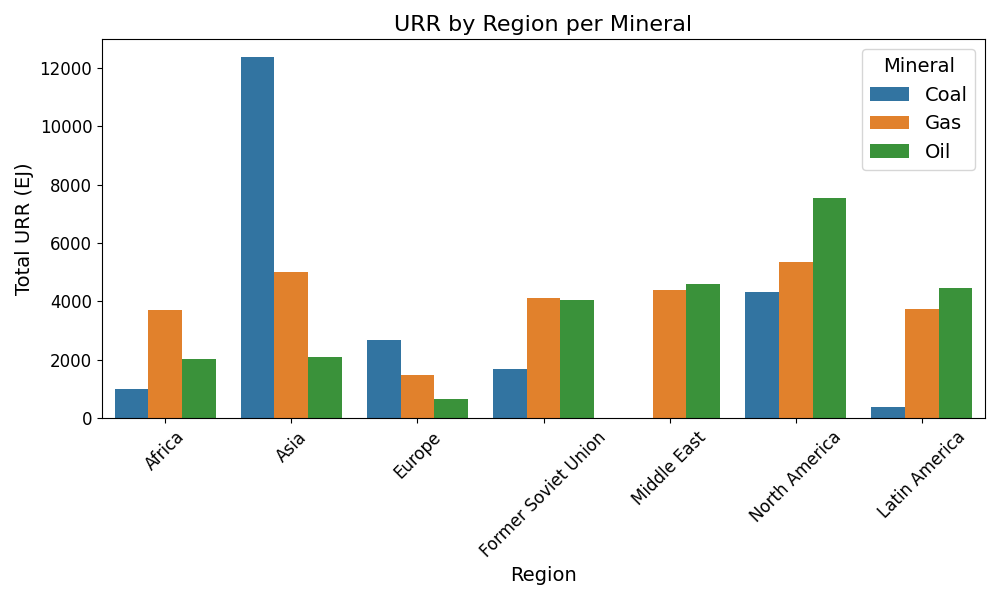 URR by Region per Mineral
Total URR (EJ)
12000
10000
8000
6000
4000
2000
0
Mineral
Coal
Gas
Oil
Africa
Asia
Europe
Former Soviet Union
Middle East
North America
Latin America
Region